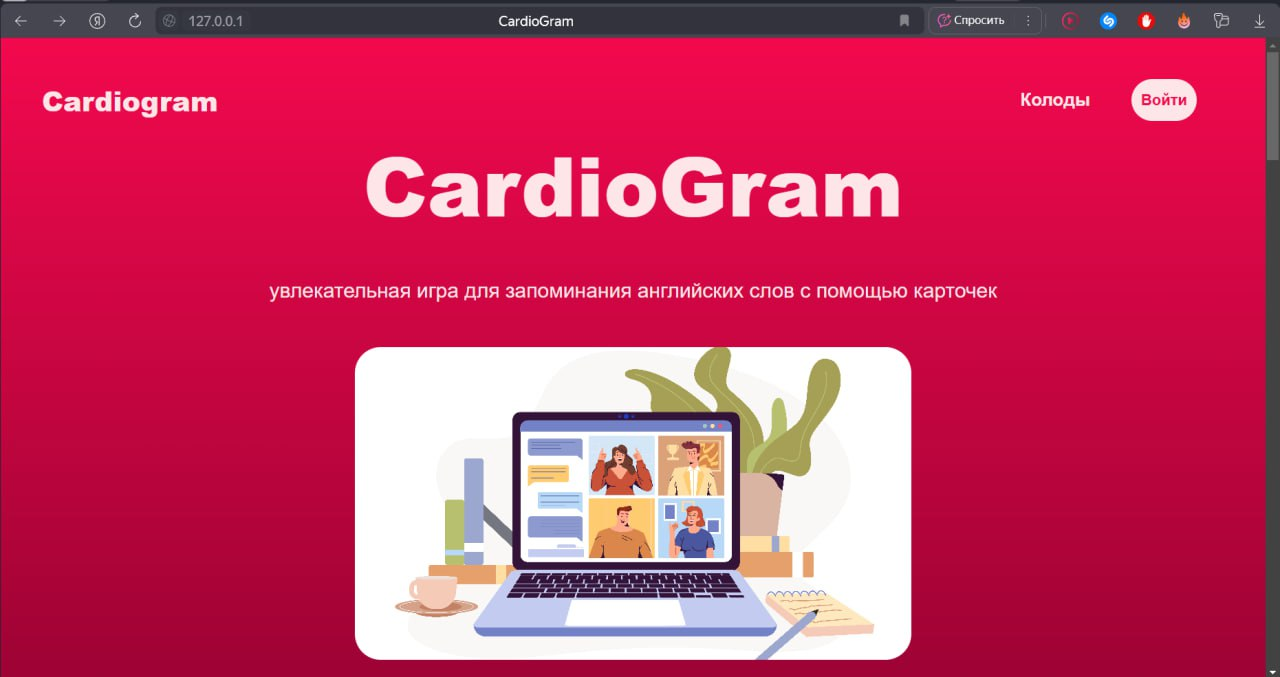 127.0.0.1
CardioGram
Спросить
Cardiogram
Колоды
Войти
CardioGram
увлекательная игра для запоминания английских слов с помощью карточек